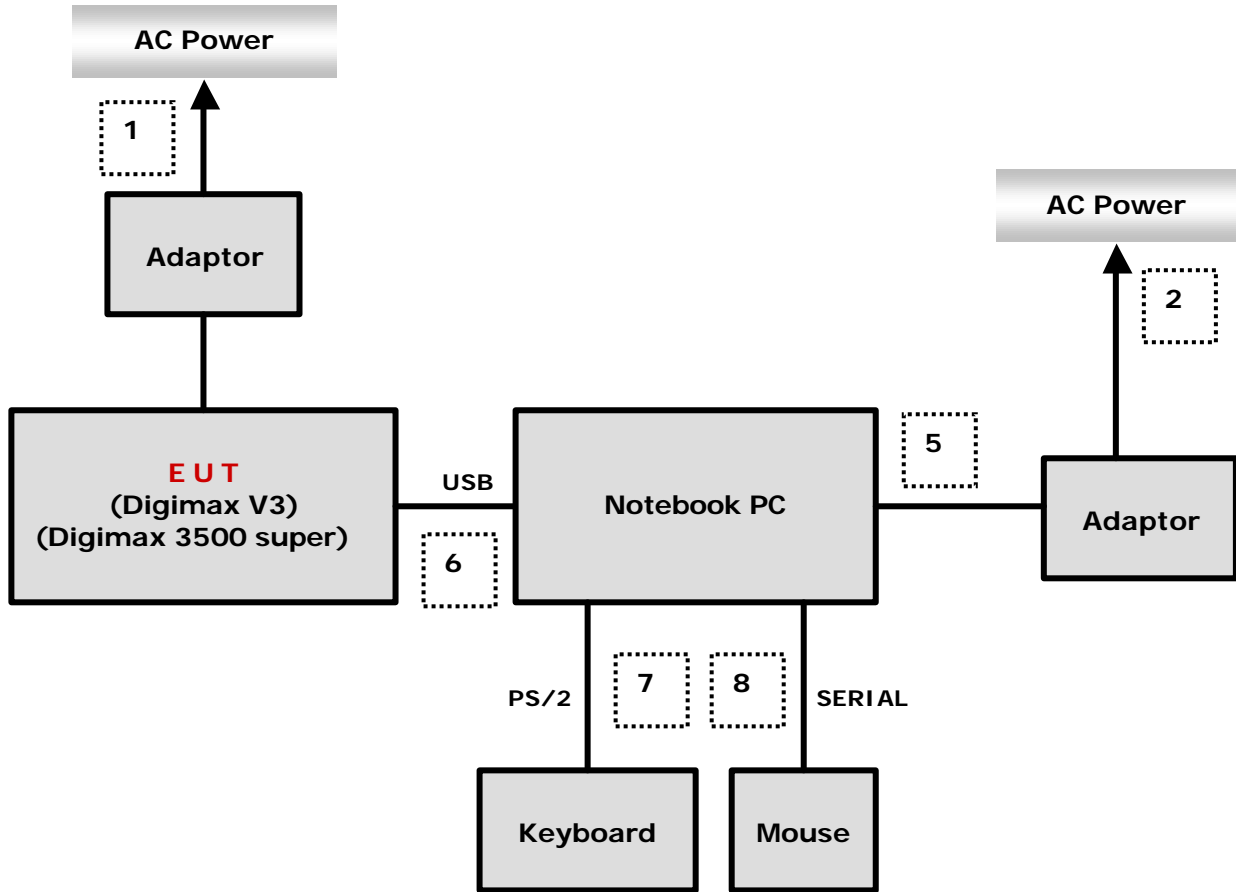 AC Power
1
Adaptor
AC Power
2
E U T
(Digimax V3)
(Digimax 3500 super)
USB
6
Notebook PC
5
Adaptor
PS/2
7
8
SERIAL
Keyboard
Mouse